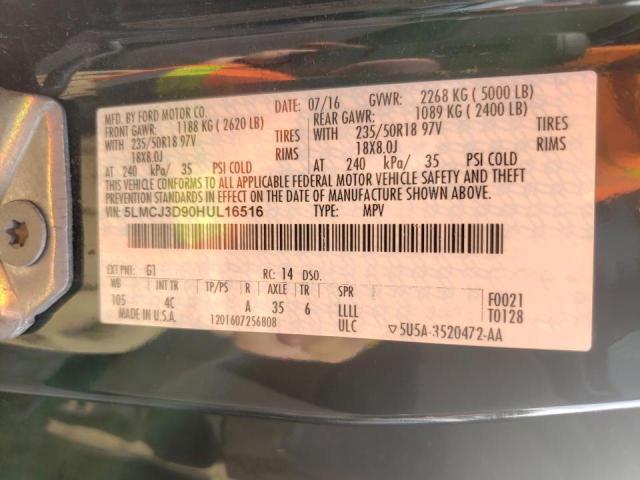 MFD. BY FORD MOTOR CO.
DATE: 07/16 GVWR: 2268 KG ( 5000 LB)
FRONT GAWR: 1188 KG ( 2620 LB)
REAR GAWR: 1089 KG ( 2400 LB)
WITH 235/50R18 97V TIRES
235/50R18 97V TIRES
18X8.0J RIMS
18X8.0J RIMS
AT 240 kPa/ 35 PSI COLD
AT 240 kPa/ 35 PSI COLD
THIS VEHICLE CONFORMS TO ALL APPLICABLE FEDERAL MOTOR VEHICLE SAFETY AND THEFT
PREVENTION STANDARDS IN EFFECT ON THE DATE OF MANUFACTURE SHOWN ABOVE.
VIN: 5LMCJ3D90HUL16516 TYPE: MPV
EXT PNT: G1 RC: 14 DSO:
WB INT TR TP/PS R AXLE TR SPR
105 4C A 35 6 LLLL
F0021
T0128
MADE IN U.S.A. 1201607256808 ULC ▽5U5A-3520472-AA